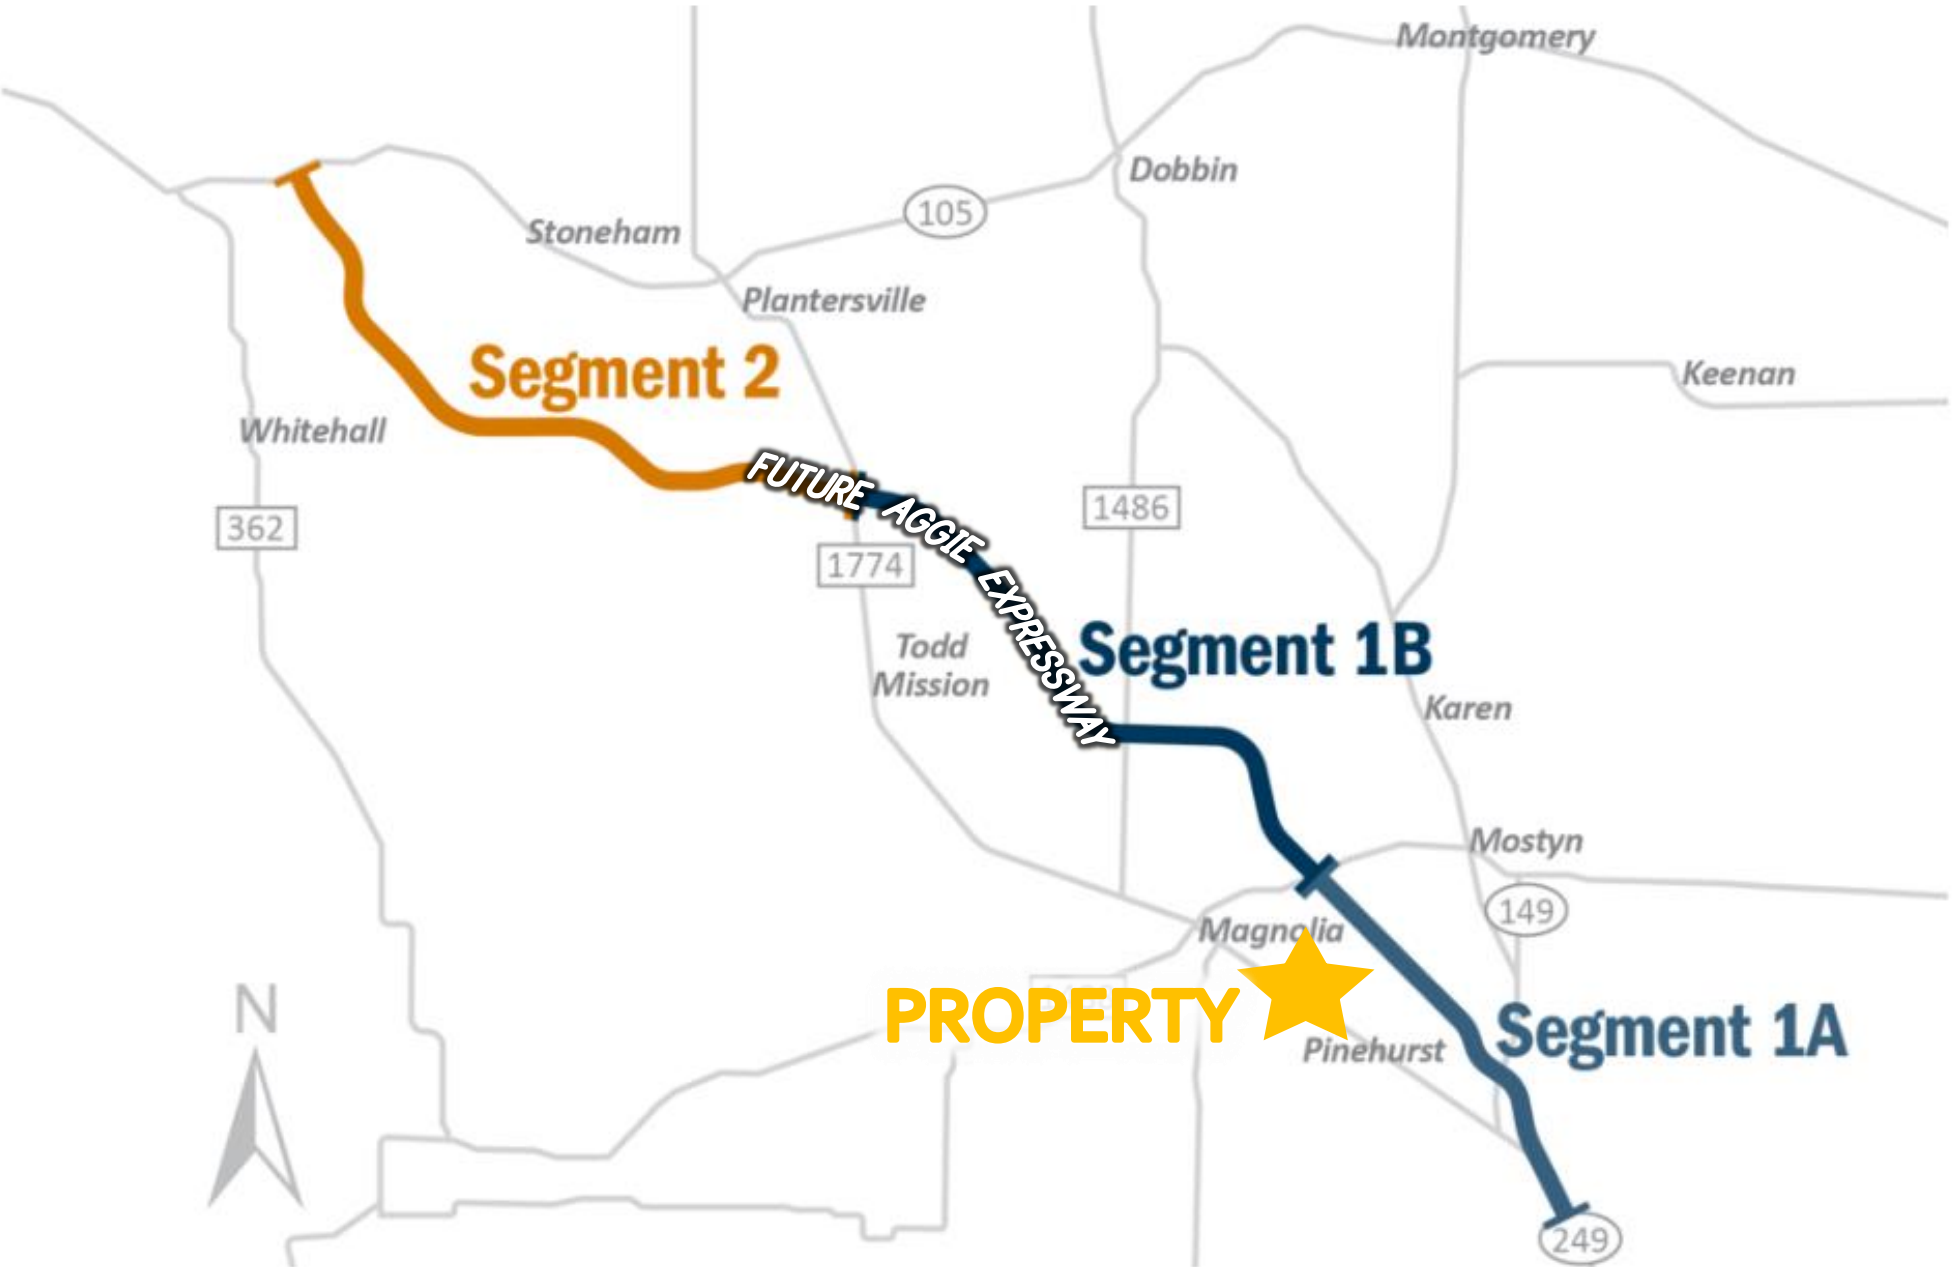 Montgomery
Dobbin
105
Stoneham
Plantersville
Segment 2
Keenan
Whitehall
FUTURE AGGIE EXPRESSWAY
1486
362
1774
Todd
Mission
Segment 1B
Karen
Mostyn
149
Magnolia
PROPERTY
N
Segment 1A
Pinehurst
249